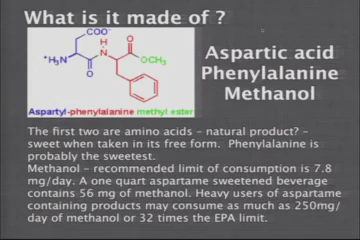 What is it made of ?
COO⁻
H
N
O
OCH₃
⁺H₃N
O
Aspartyl-phenylalanine methyl ester
Aspartic acid
Phenylalanine
Methanol
The first two are amino acids - natural product? -
sweet when taken in its free form. Phenylalanine is
probably the sweetest.
Methanol - recommended limit of consumption is 7.8
mg/day. A one quart aspartame sweetened beverage
contains 56 mg of methanol. Heavy users of aspartame
containing products may consume as much as 250mg/
day of methanol or 32 times the EPA limit.